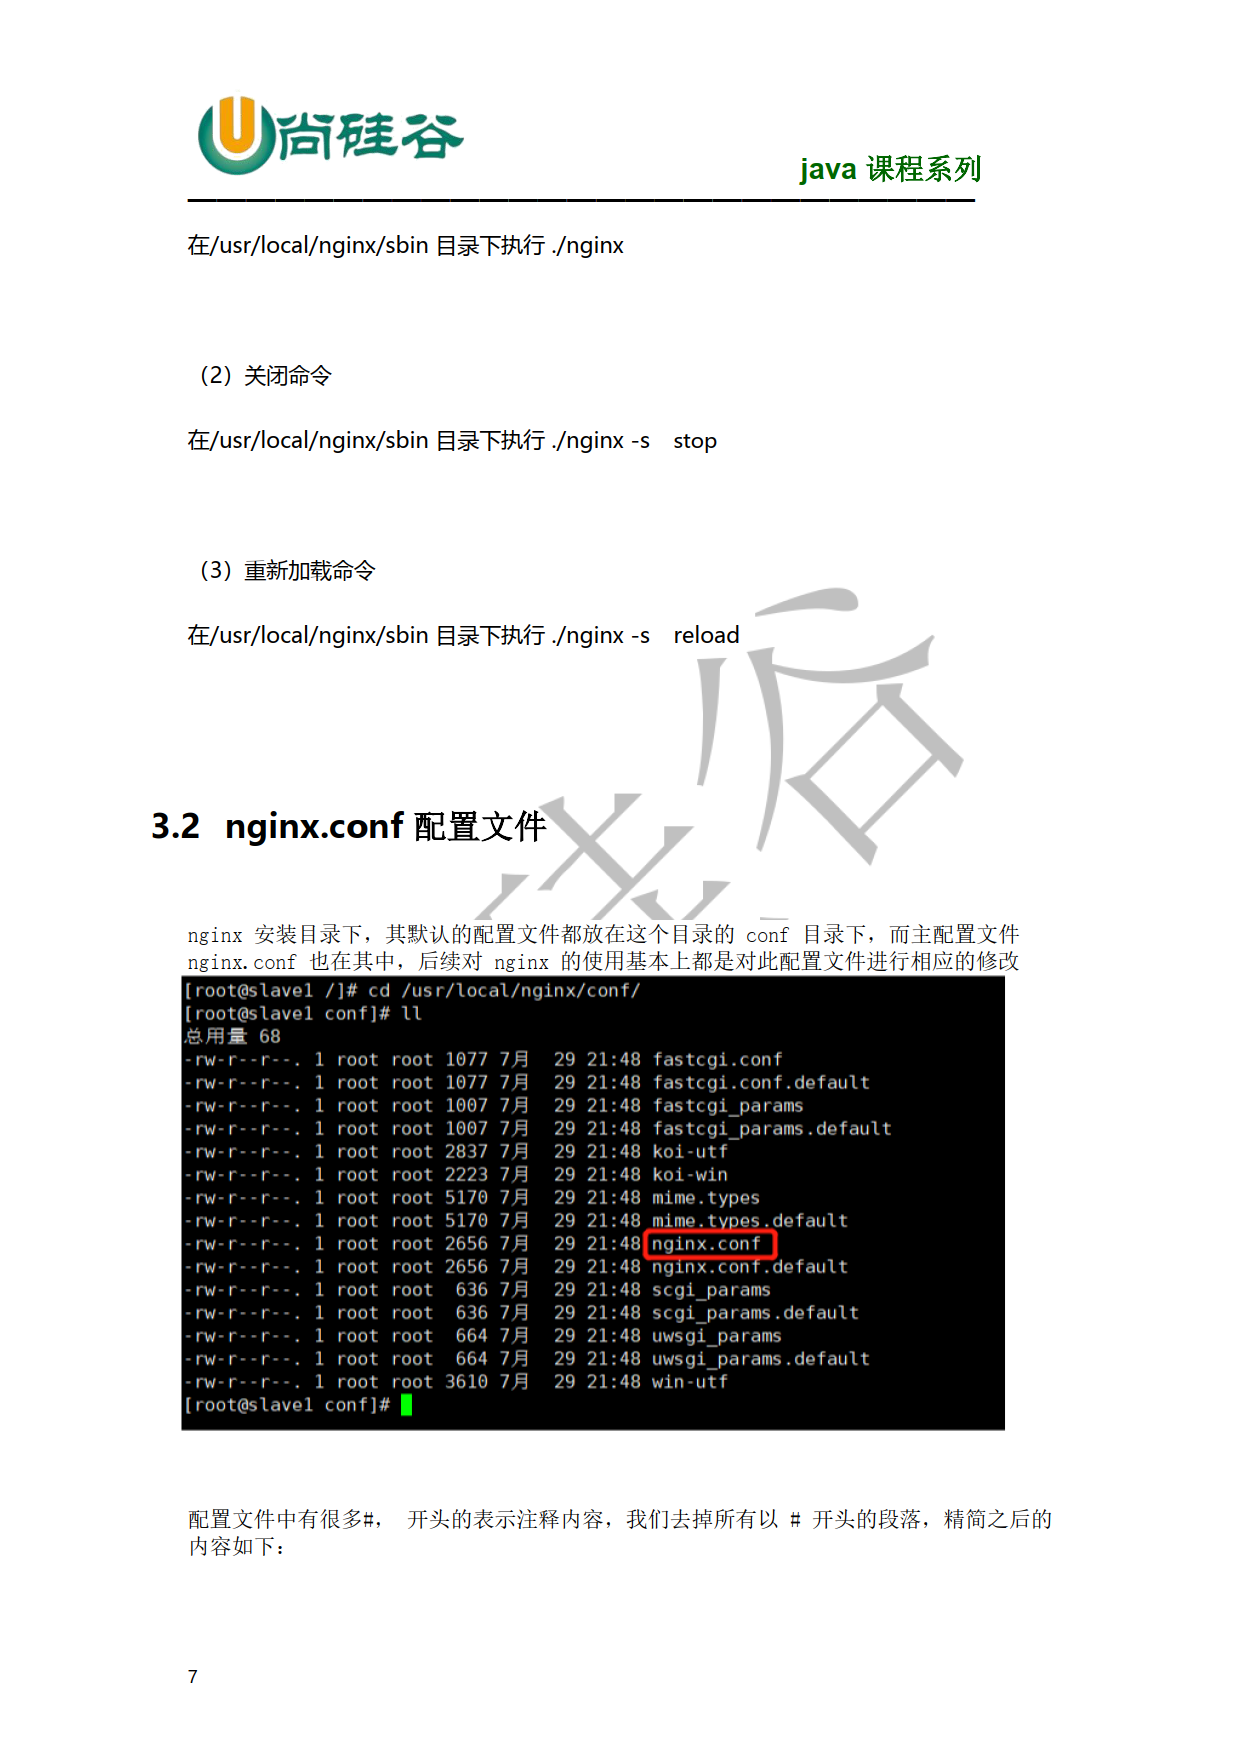 尚硅谷
java 课程系列
在/usr/local/nginx/sbin 目录下执行 ./nginx
（2）关闭命令
在/usr/local/nginx/sbin 目录下执行 ./nginx -s stop
（3）重新加载命令
在/usr/local/nginx/sbin 目录下执行 ./nginx -s reload
3.2 nginx.conf 配置文件
nginx 安装目录下，其默认的配置文件都放在这个目录的 conf 目录下，而主配置文件
nginx.conf 也在其中，后续对 nginx 的使用基本上都是对此配置文件进行相应的修改
[root@slave1 /]# cd /usr/local/nginx/conf/
[root@slave1 conf]# ll
总用量 68
-rw-r--r--. 1 root root 1077 7月  29 21:48 fastcgi.conf
-rw-r--r--. 1 root root 1077 7月  29 21:48 fastcgi.conf.default
-rw-r--r--. 1 root root 1007 7月  29 21:48 fastcgi_params
-rw-r--r--. 1 root root 1007 7月  29 21:48 fastcgi_params.default
-rw-r--r--. 1 root root 2837 7月  29 21:48 koi-utf
-rw-r--r--. 1 root root 2223 7月  29 21:48 koi-win
-rw-r--r--. 1 root root 5170 7月  29 21:48 mime.types
-rw-r--r--. 1 root root 5170 7月  29 21:48 mime.types.default
-rw-r--r--. 1 root root 2656 7月  29 21:48 nginx.conf
-rw-r--r--. 1 root root 2656 7月  29 21:48 nginx.conf.default
-rw-r--r--. 1 root root  636 7月  29 21:48 scgi_params
-rw-r--r--. 1 root root  636 7月  29 21:48 scgi_params.default
-rw-r--r--. 1 root root  664 7月  29 21:48 uwsgi_params
-rw-r--r--. 1 root root  664 7月  29 21:48 uwsgi_params.default
-rw-r--r--. 1 root root 3610 7月  29 21:48 win-utf
[root@slave1 conf]#
配置文件中有很多#， 开头的表示注释内容，我们去掉所有以 # 开头的段落，精简之后的
内容如下：
7